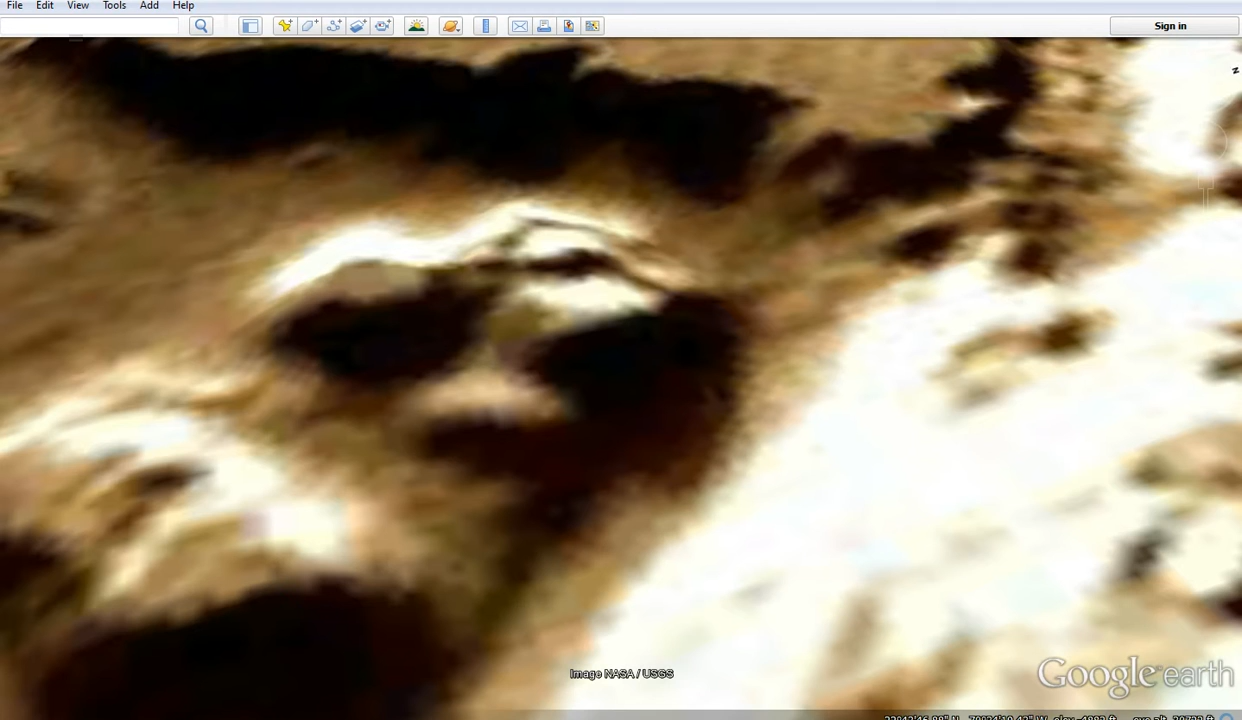 File Edit View Tools Add Help
Sign in
Z
Image NASA / USGS
Google earth